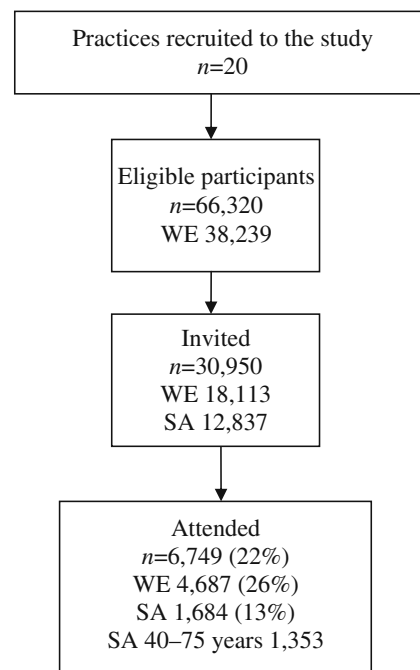 Practices recruited to the study
n=20
Eligible participants
n=66,320
WE 38,239
Invited
n=30,950
WE 18,113
SA 12,837
Attended
n=6,749 (22%)
WE 4,687 (26%)
SA 1,684 (13%)
SA 40–75 years 1,353